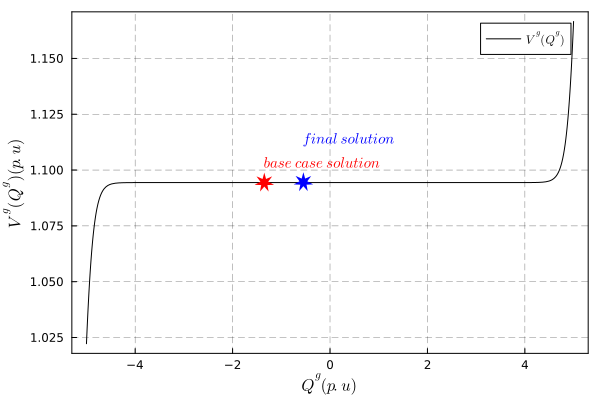 V^g(Q^g)
1.150
1.125
final solution
1.100
base case solution
V^g(Q^g)(p.u)
1.075
1.050
1.025
−4
−2
0
2
4
Q^g(p.u)